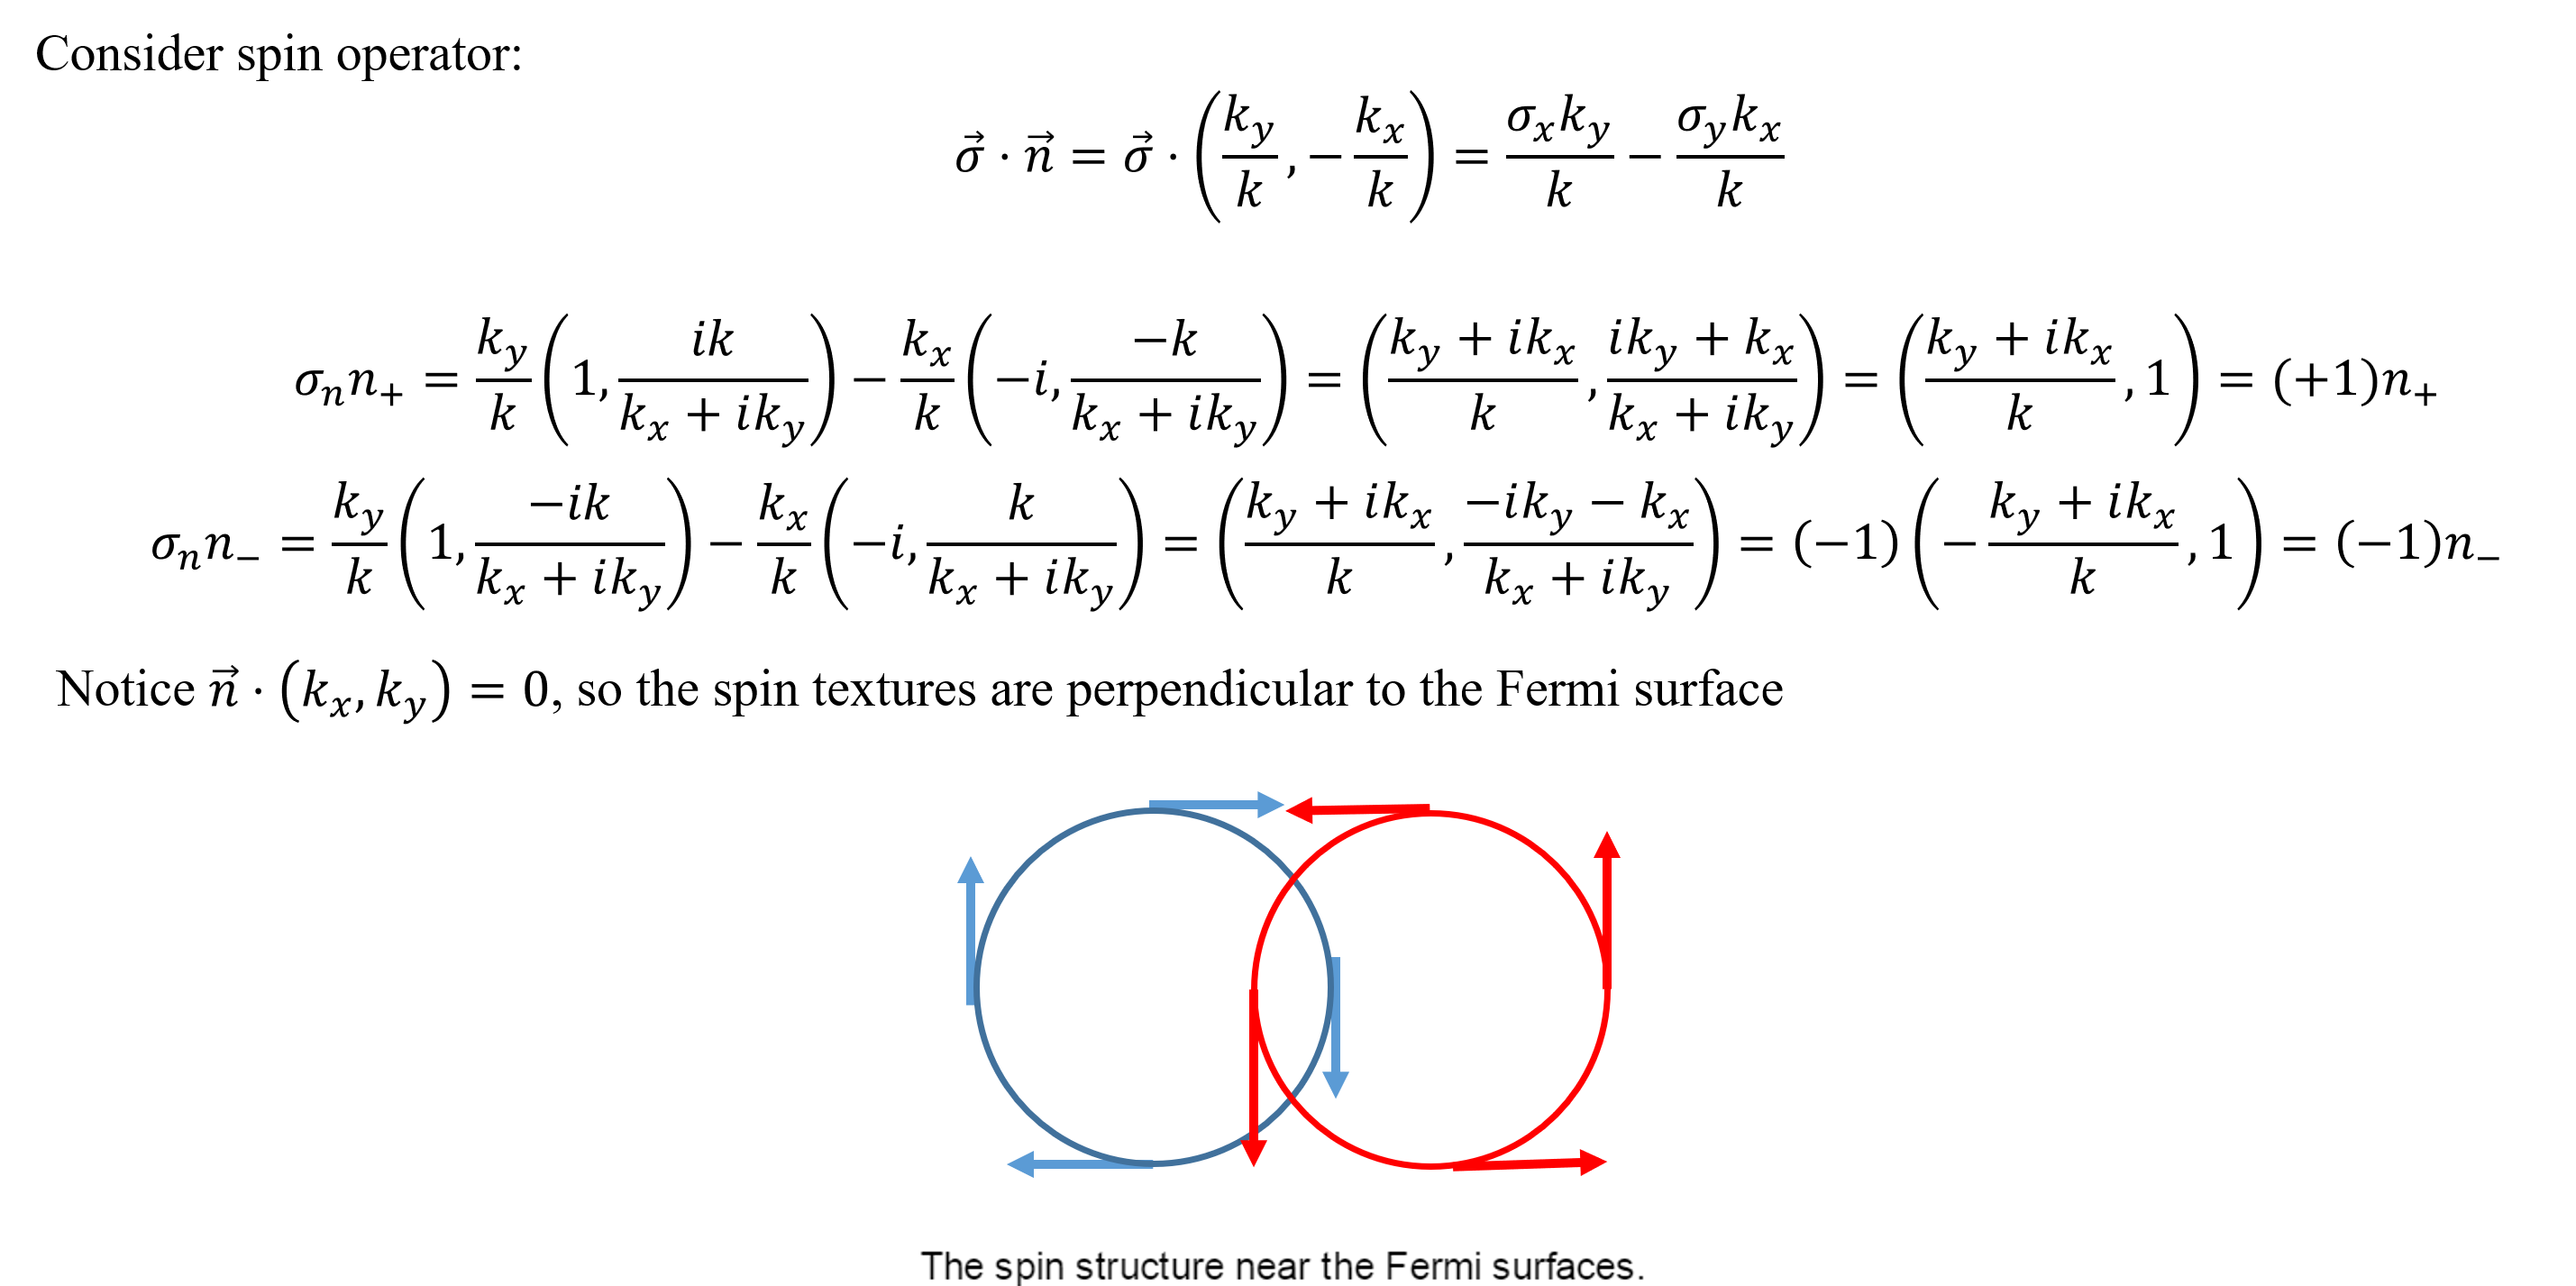 Consider spin operator:
$\vec{\sigma} \cdot \vec{n} = \vec{\sigma} \cdot \left(\frac{k_y}{k}, -\frac{k_x}{k}\right) = \frac{\sigma_x k_y}{k} - \frac{\sigma_y k_x}{k}$
$\sigma_n n_+ = \frac{k_y}{k}\left(1, \frac{ik}{k_x + ik_y}\right) - \frac{k_x}{k}\left(-i, \frac{-k}{k_x + ik_y}\right) = \left(\frac{k_y + ik_x}{k}, \frac{ik_y + k_x}{k_x + ik_y}\right) = \left(\frac{k_y + ik_x}{k}, 1\right) = (+1)n_+$
$\sigma_n n_- = \frac{k_y}{k}\left(1, \frac{-ik}{k_x + ik_y}\right) - \frac{k_x}{k}\left(-i, \frac{k}{k_x + ik_y}\right) = \left(\frac{k_y + ik_x}{k}, \frac{-ik_y - k_x}{k_x + ik_y}\right) = (-1)\left(-\frac{k_y + ik_x}{k}, 1\right) = (-1)n_-$
Notice $\vec{n} \cdot (k_x, k_y) = 0$, so the spin textures are perpendicular to the Fermi surface
The spin structure near the Fermi surfaces.